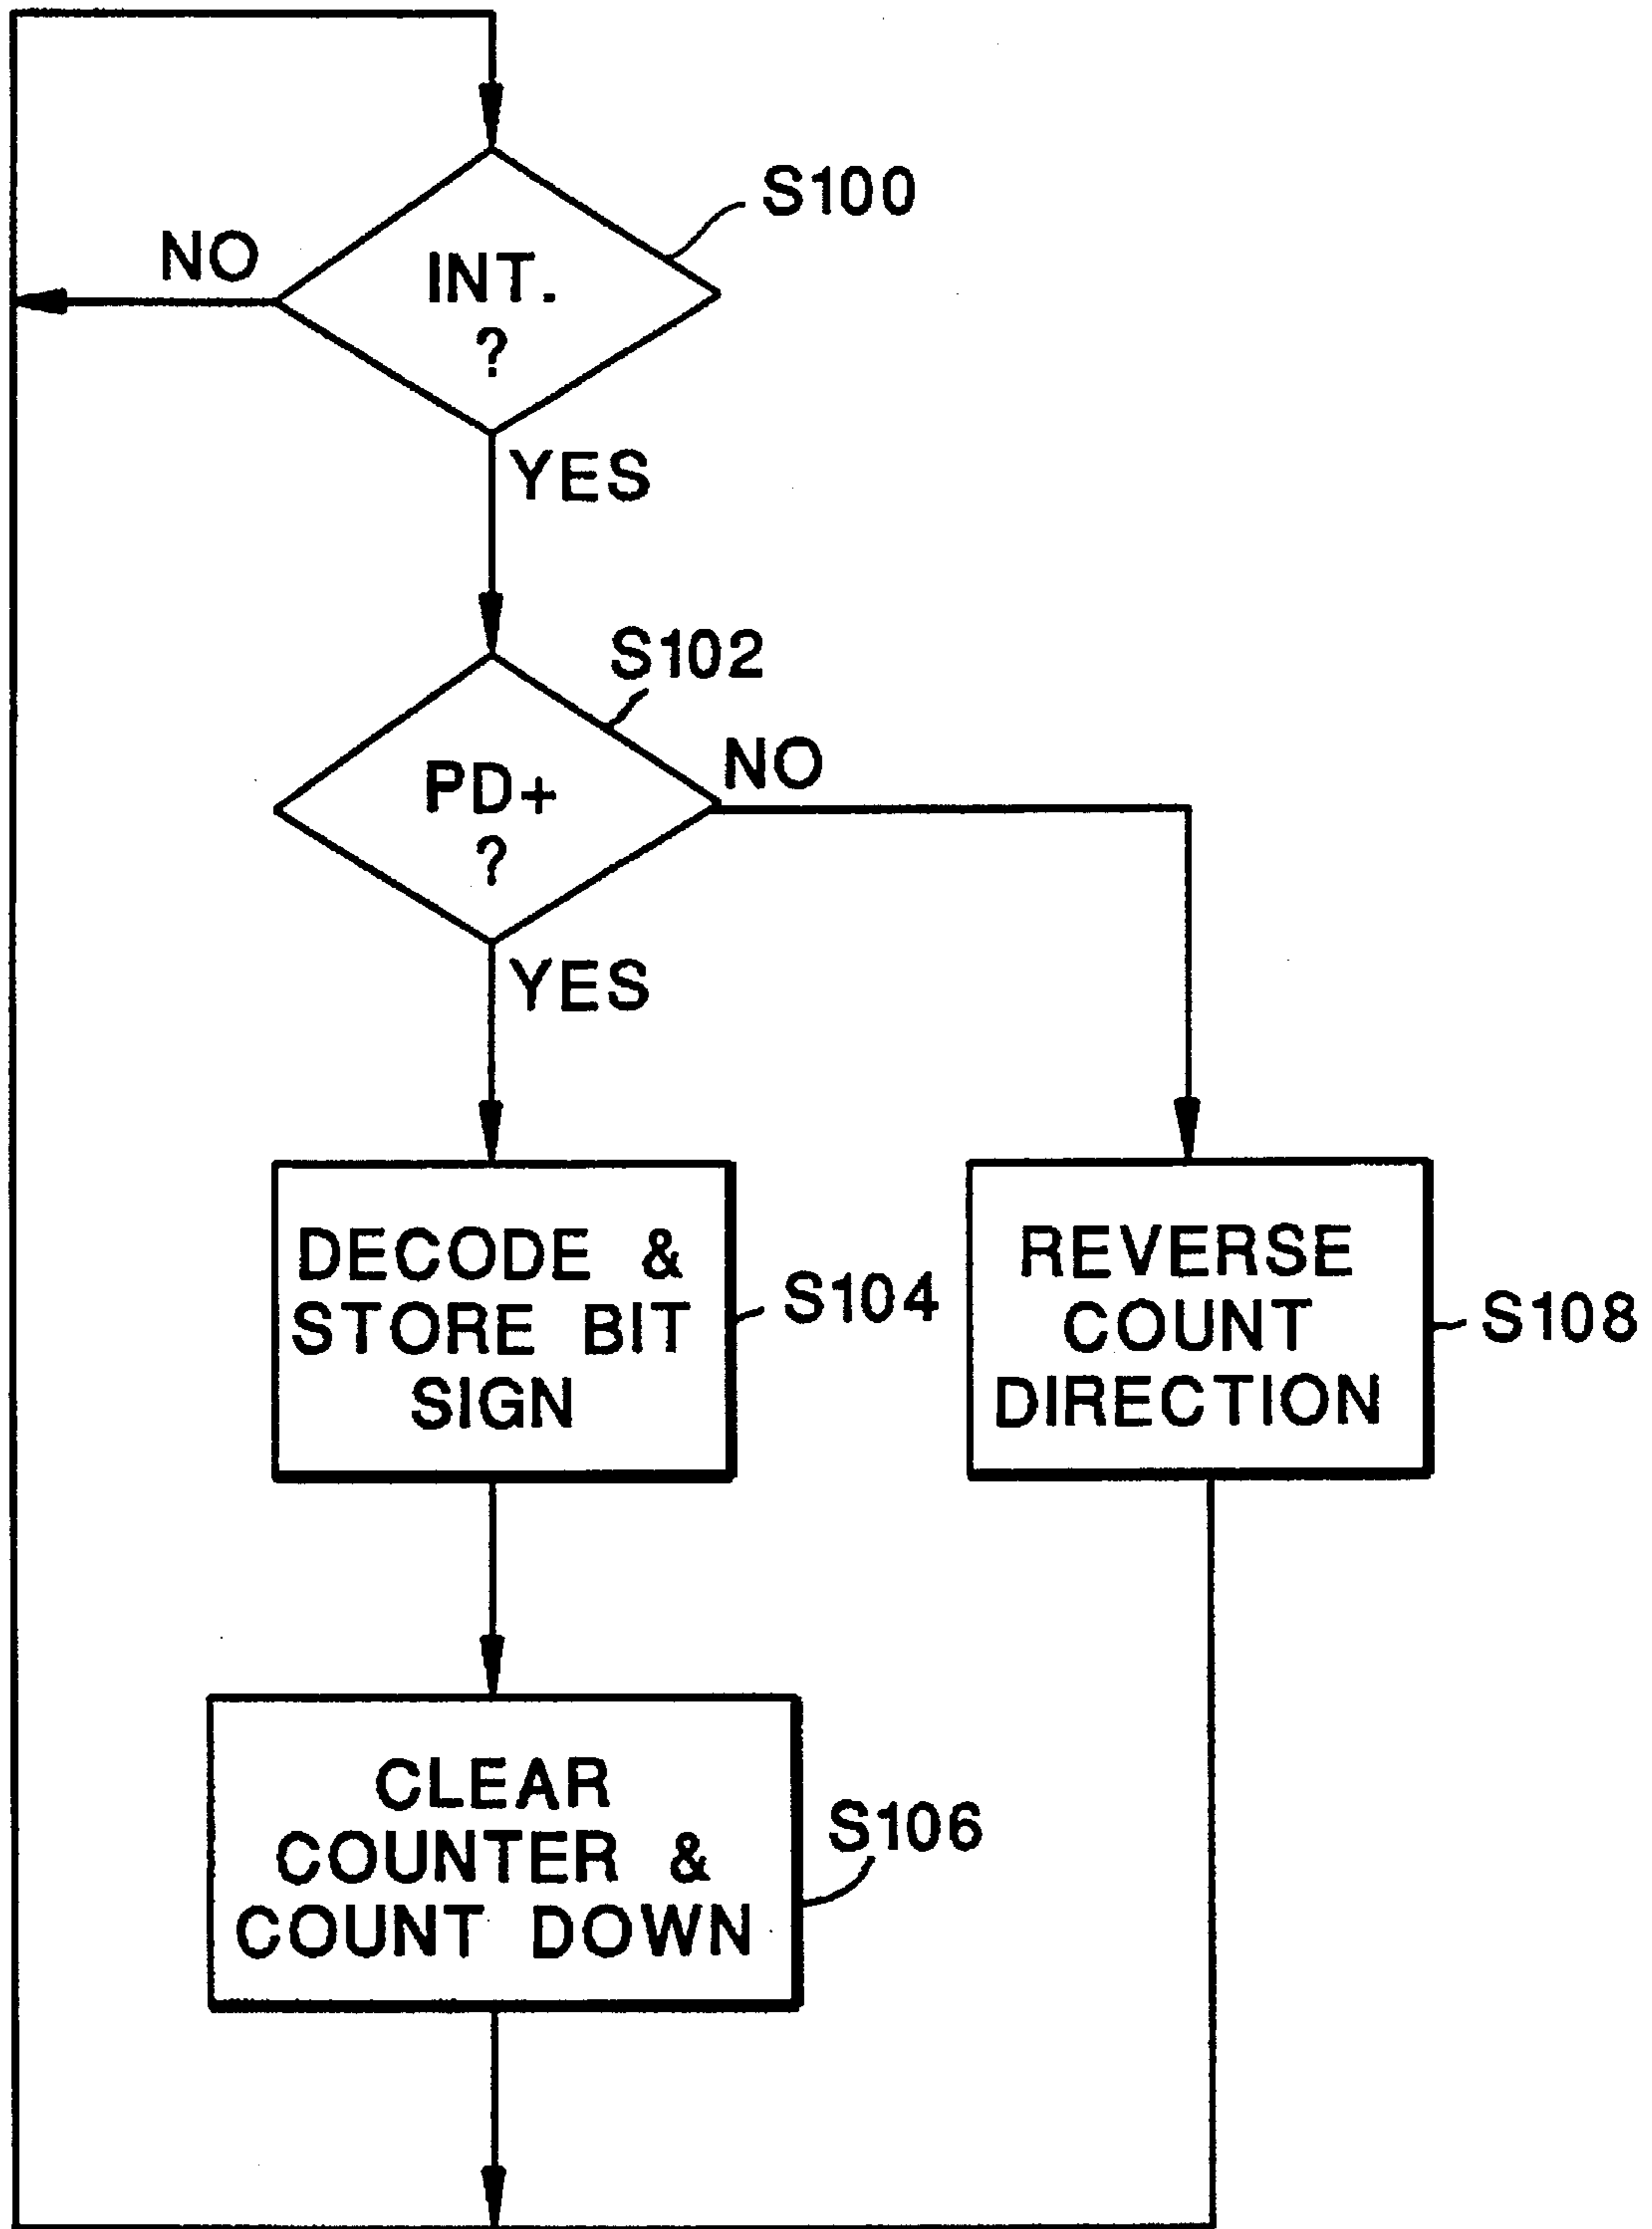 S100
NO
INT.
?
YES
S102
NO
PD+
?
YES
DECODE &
STORE BIT
SIGN
S104
REVERSE
COUNT
DIRECTION
S108
CLEAR
COUNTER &
COUNT DOWN
S106